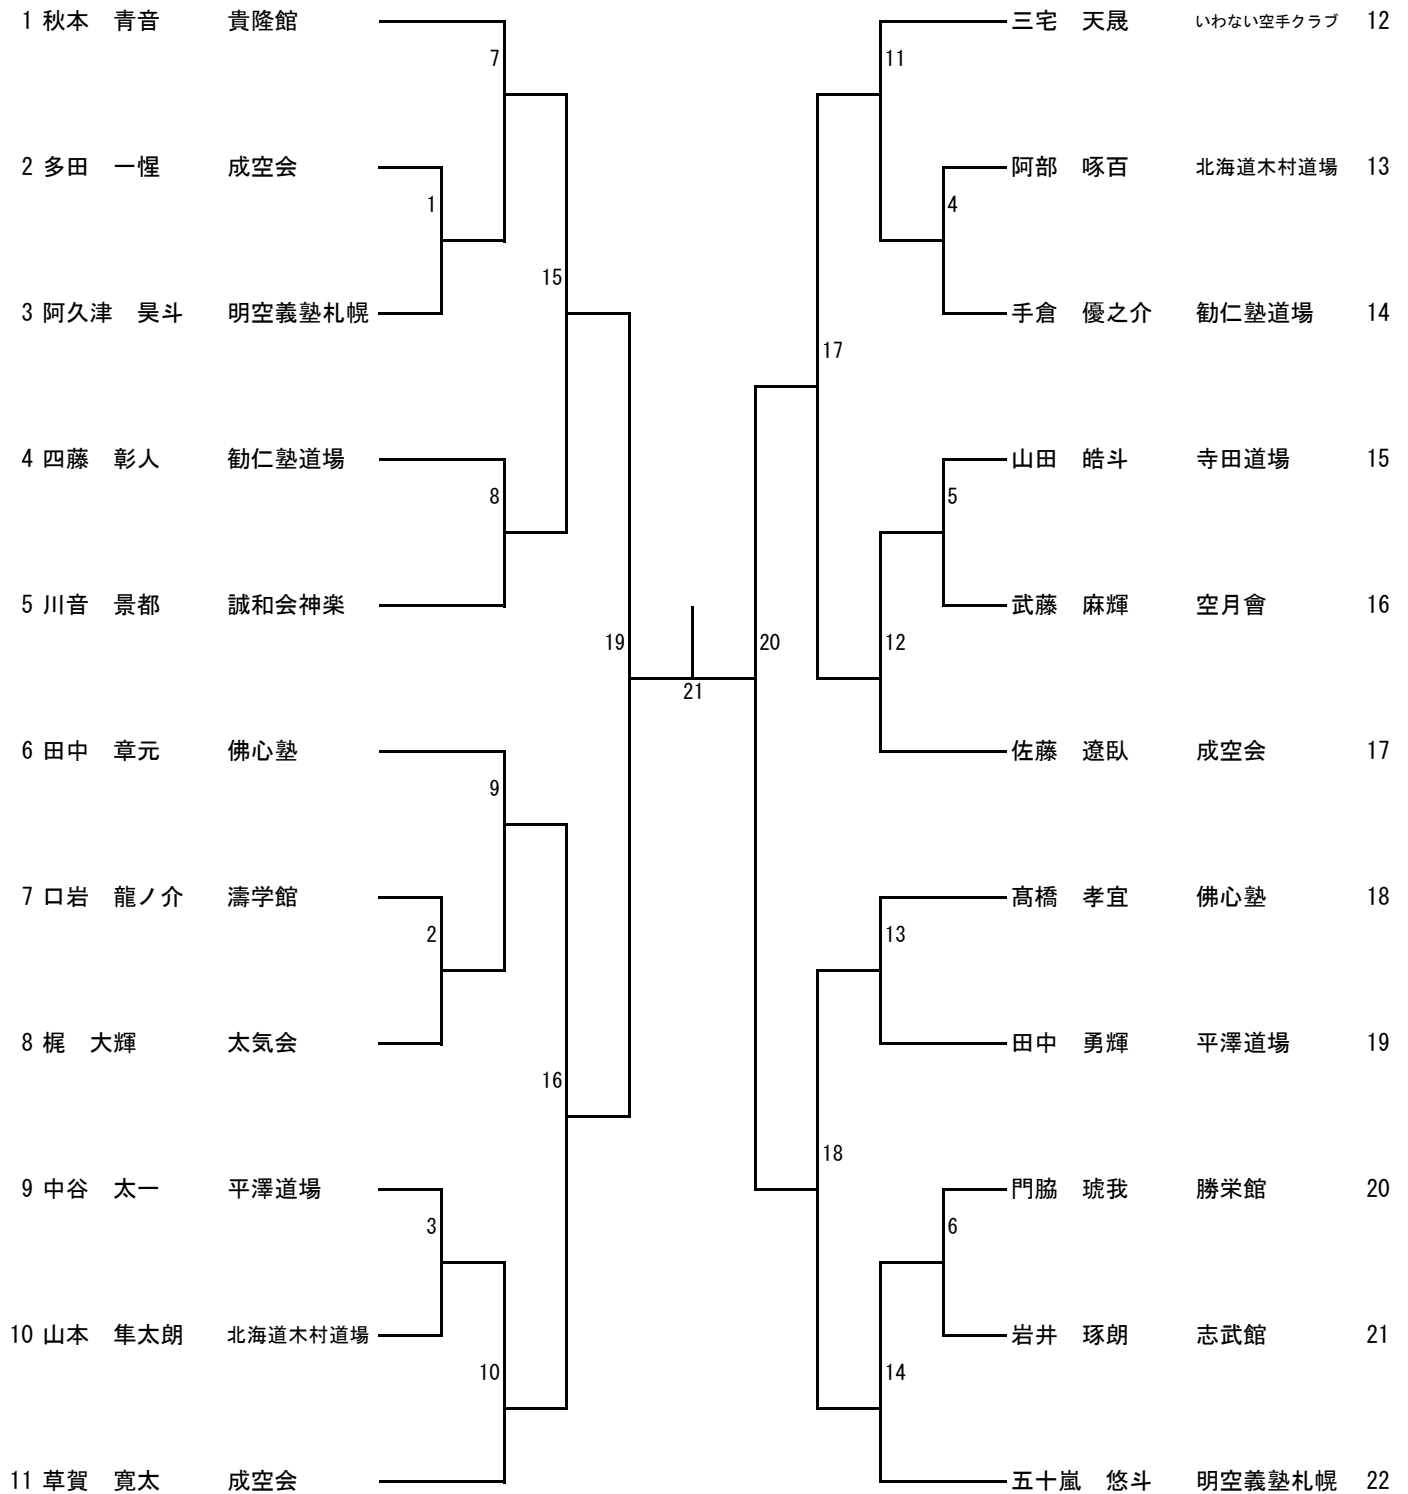 1 秋本　青音　貴隆館
7
2 多田　一惺　成空会
1
3 阿久津　昊斗　明空義塾札幌
15
4 四藤　彰人　勧仁塾道場
8
5 川音　景都　誠和会神楽
19
6 田中　章元　佛心塾
9
7 口岩　龍ノ介　濤学館
2
8 梶　大輝　太気会
16
9 中谷　太一　平澤道場
3
10 山本　隼太朗　北海道木村道場
10
11 草賀　寛太　成空会
21
三宅　天晟　いわない空手クラブ 12
11
阿部　啄百　北海道木村道場 13
4
手倉　優之介　勧仁塾道場 14
17
山田　皓斗　寺田道場 15
5
武藤　麻輝　空月會 16
20
12
佐藤　遼臥　成空会 17
髙橋　孝宜　佛心塾 18
13
田中　勇輝　平澤道場 19
18
門脇　琥我　勝栄館 20
6
岩井　琢朗　志武館 21
14
五十嵐　悠斗　明空義塾札幌 22